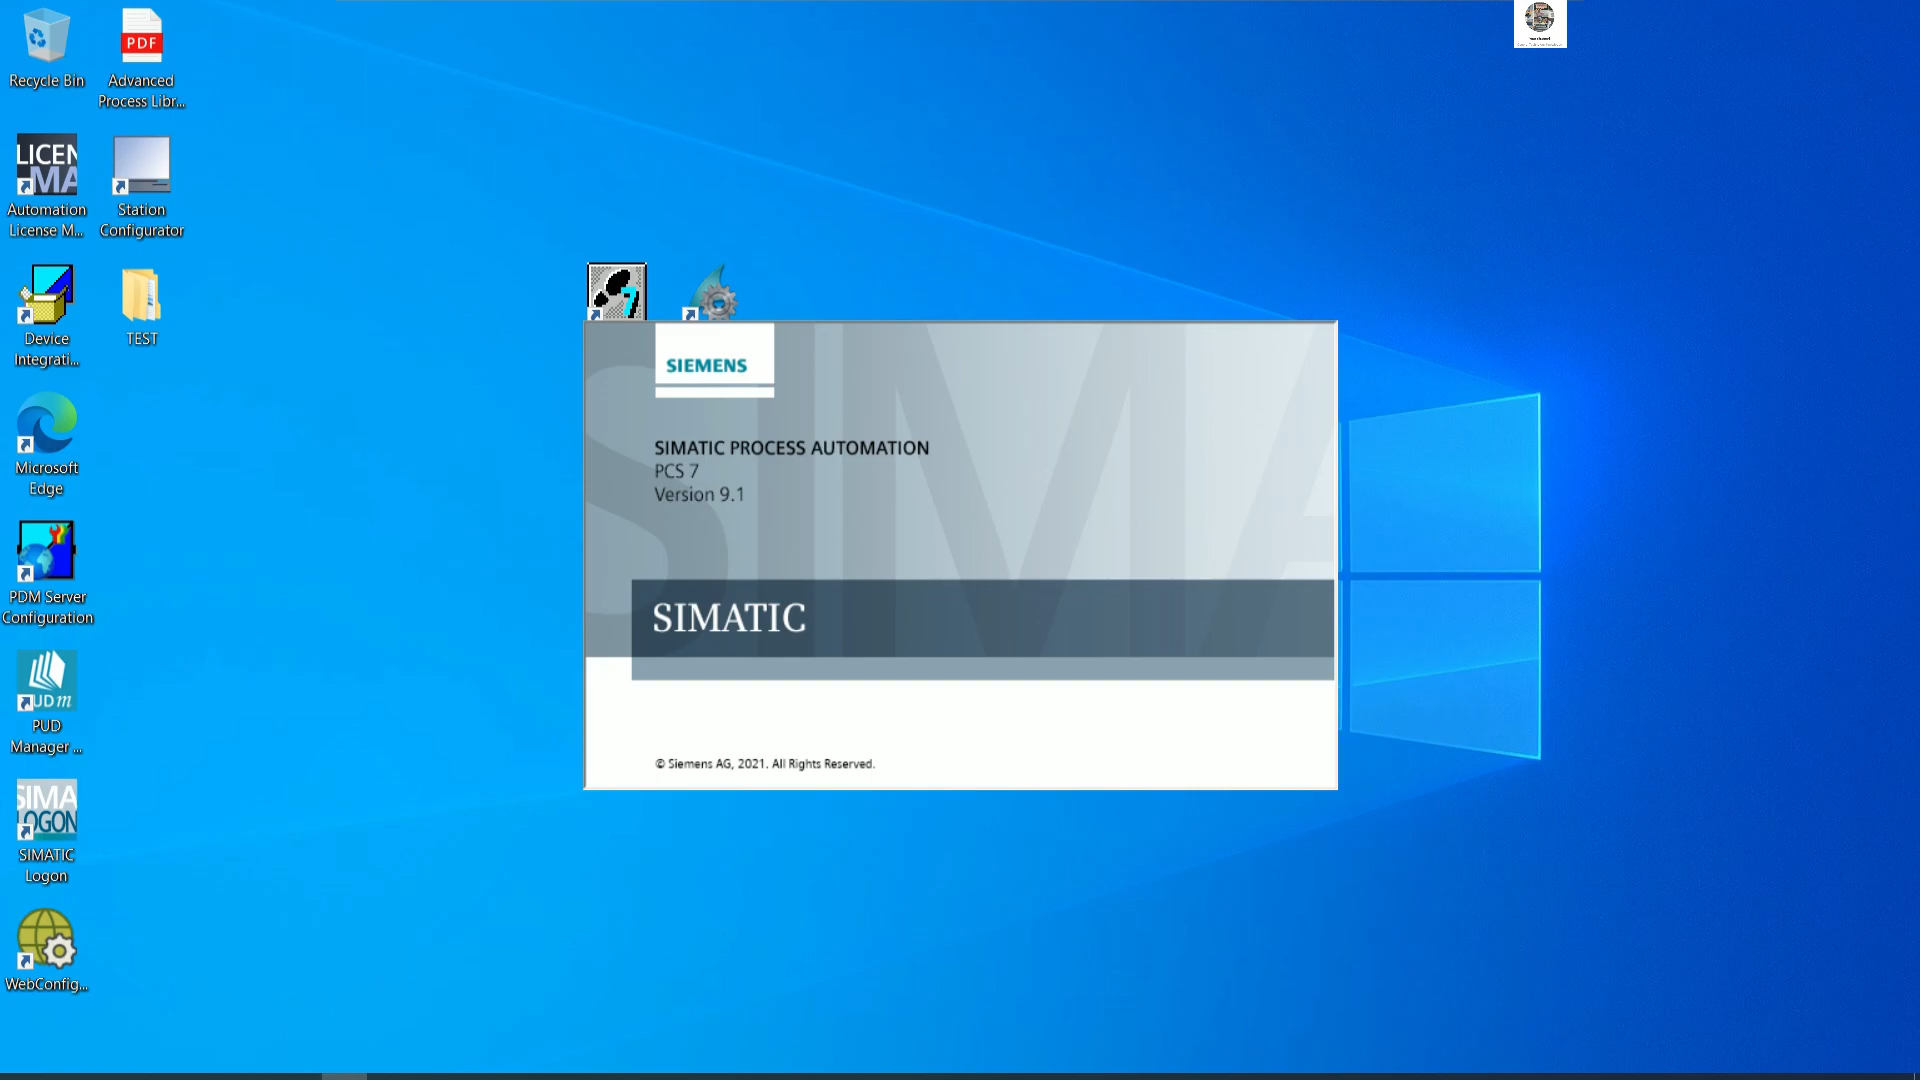 Recycle Bin
PDF
Advanced
Process Libr...
LICEN
MA
Automation
License M...
Station
Configurator
Device
Integrati...
TEST
Microsoft
Edge
PDM Server
Configuration
UDm
PUD
Manager ...
SIMA
LOGON
SIMATIC
Logon
WebConfig...
7
SIEMENS
SIMATIC PROCESS AUTOMATION
PCS 7
Version 9.1
SIMATIC
© Siemens AG, 2021. All Rights Reserved.